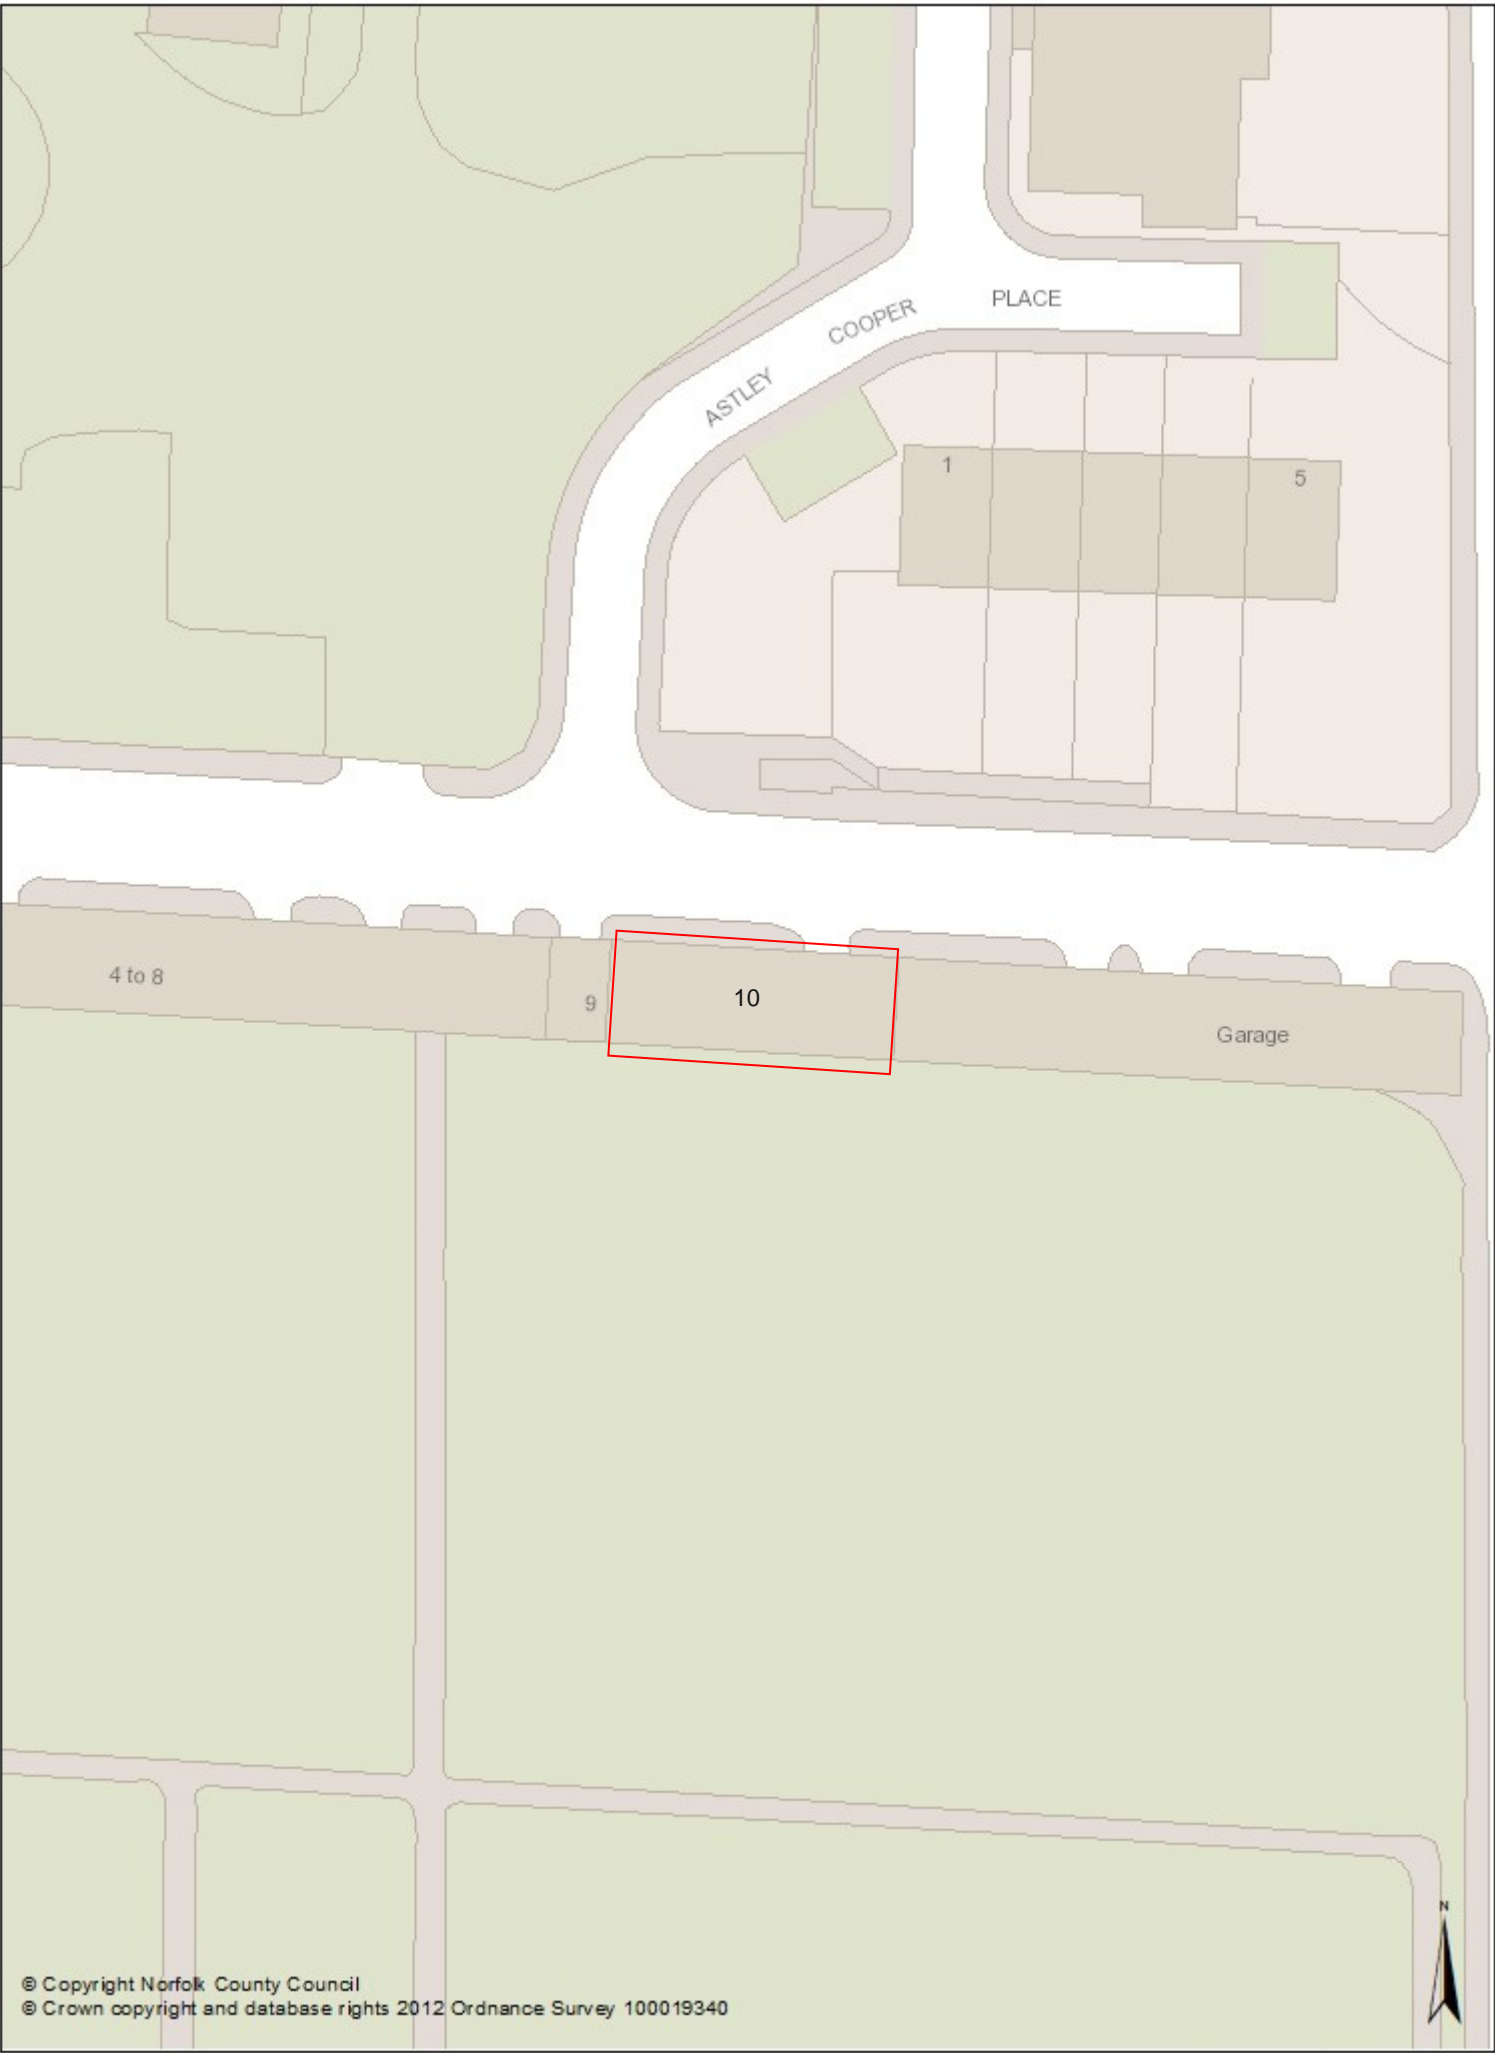 PLACE
COOPER
ASTLEY
1
5
4 to 8
9
10
Garage
N
© Copyright Norfolk County Council
© Crown copyright and database rights 2012 Ordnance Survey 100019340